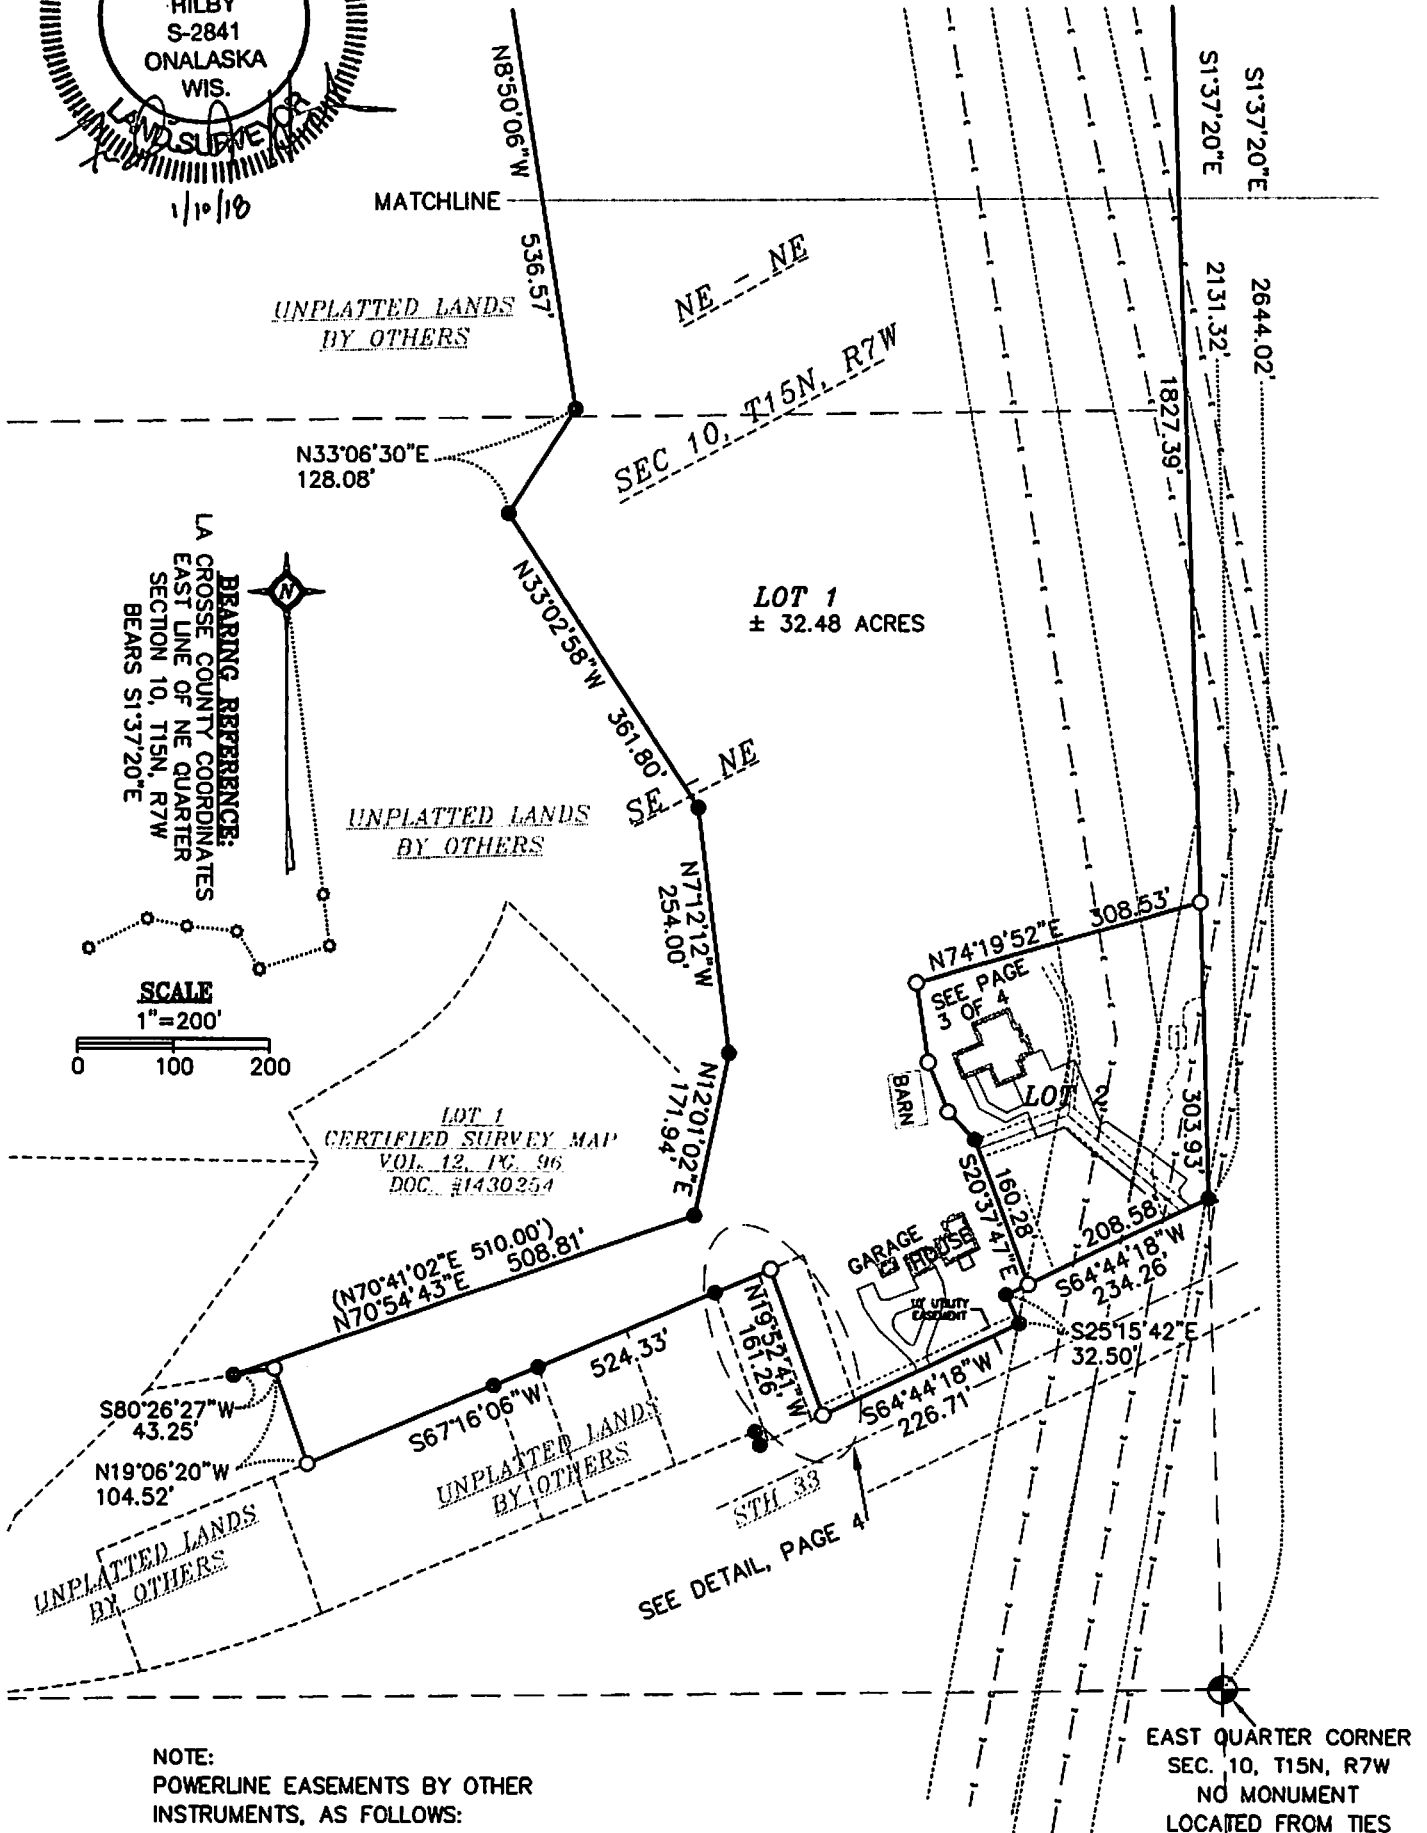 HILBY
S-2841
ONALASKA
WIS.
LAND SURVEYOR
1/10/18
N8°50'06"W
536.57'
MATCHLINE
S1°37'20"E
S1°37'20"E
2131.32'
2644.02'
1827.39'
UNPLATTED LANDS
BY OTHERS
NE - NE
SEC 10, T15N, R7W
N33°06'30"E
128.08'
N33°02'58"W
361.80'
LOT 1
± 32.48 ACRES
N
BEARING REFERENCE:
LA CROSSE COUNTY COORDINATES
EAST LINE OF NE QUARTER
SECTION 10, T15N, R7W
BEARS S1°37'20"E
SE - NE
UNPLATTED LANDS
BY OTHERS
N7°12'12"W
254.00'
N74°19'52"E
308.53'
SEE PAGE
3 OF 4
SCALE
1"=200'
0 100 200
BARN
LOT 2
1
303.93'
N12°01'02"E
171.94'
LOT 1
CERTIFIED SURVEY MAP
VOL. 12, PG. 96
DOC. #1430254
S20°37'47"E
160.28'
208.58'
S64°44'18"W
234.26'
GARAGE
HOUSE
10' UTILITY
EASEMENT
(N70°41'02"E 510.00')
N70°54'43"E
508.81'
N19°52'41"W
161.26'
S25°15'42"E
32.50'
524.33'
S67°16'06"W
S64°44'18"W
226.71'
S80°26'27"W
43.25'
N19°06'20"W
104.52'
UNPLATTED LANDS
BY OTHERS
STH 33
UNPLATTED LANDS
BY OTHERS
SEE DETAIL, PAGE 4
EAST QUARTER CORNER
SEC. 10, T15N, R7W
NO MONUMENT
LOCATED FROM TIES
NOTE:
POWERLINE EASEMENTS BY OTHER
INSTRUMENTS, AS FOLLOWS: